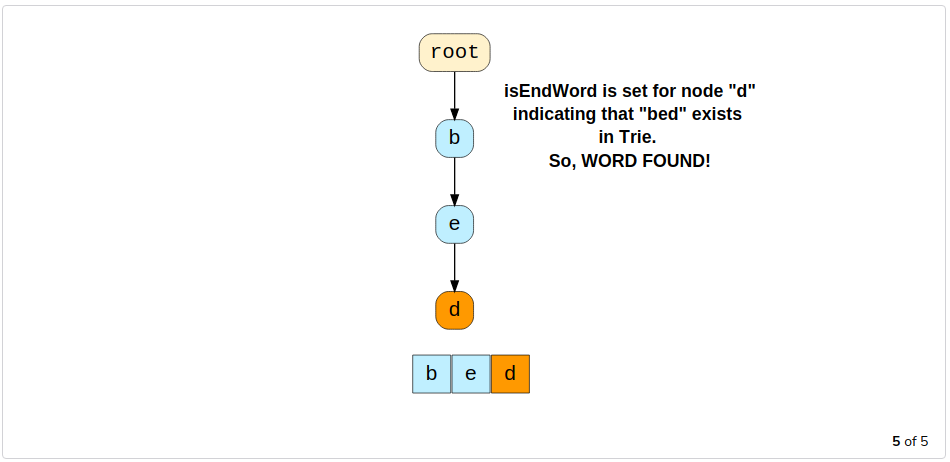 root
isEndWord is set for node "d"
indicating that "bed" exists
in Trie.
So, WORD FOUND!
b
e
d
b e d
5 of 5